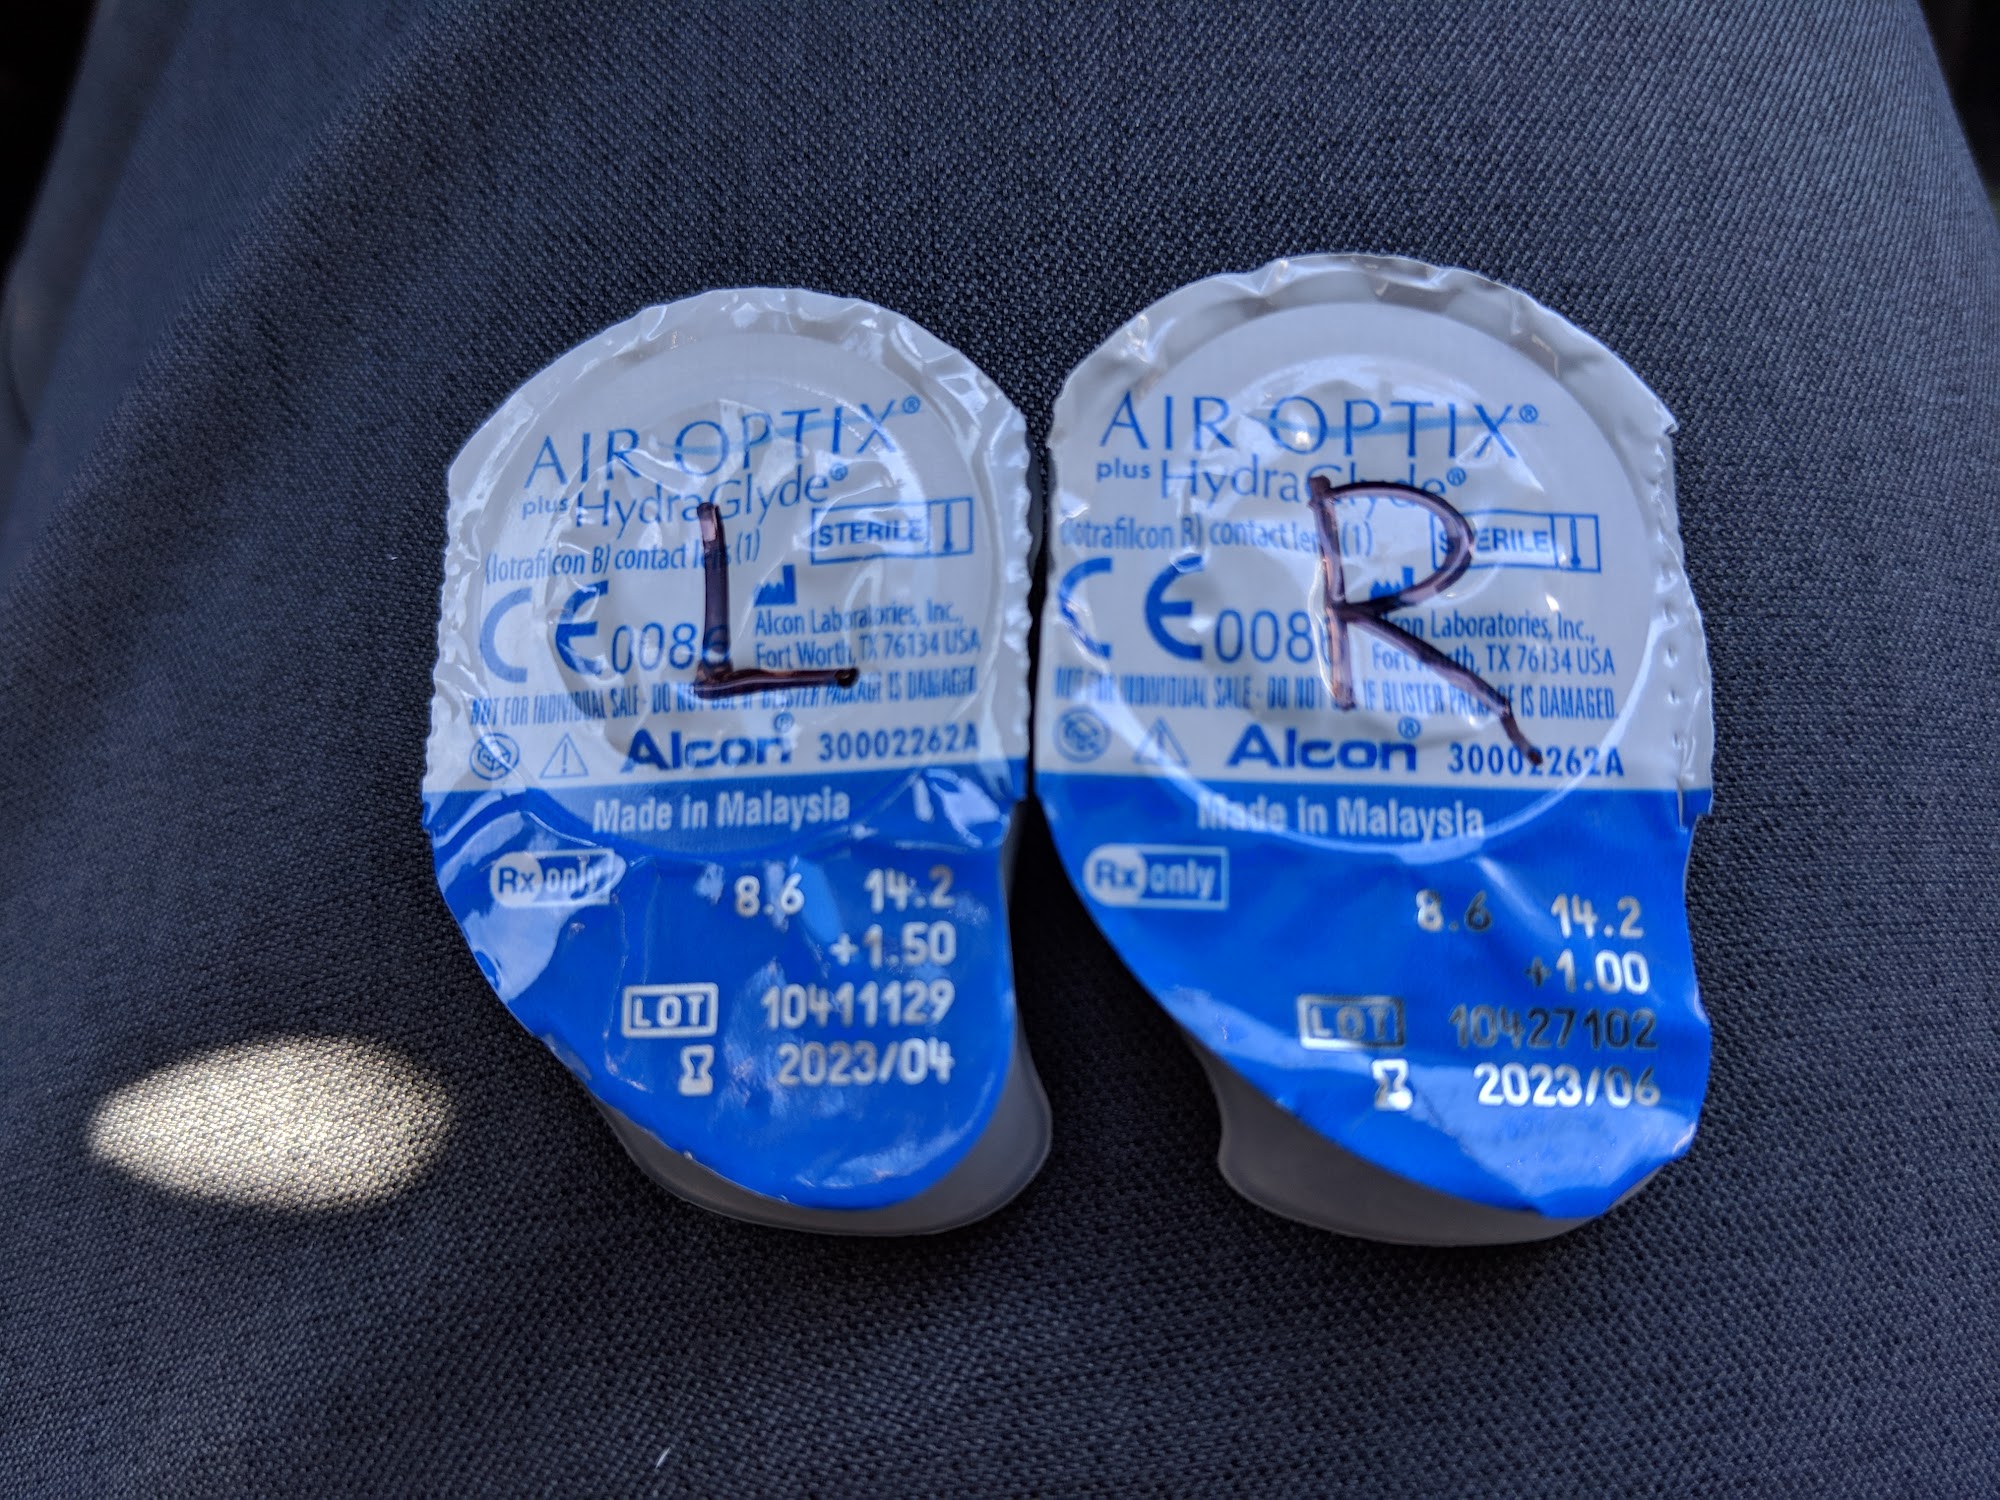 AIR OPTIX®
plus HydraGlyde®
(lotrafilcon B) contact lens (1)
STERILE
CE 0086
Alcon Laboratories, Inc.,
Fort Worth, TX 76134 USA
NOT FOR INDIVIDUAL SALE - DO NOT USE IF BLISTER PACKAGE IS DAMAGED
Alcon® 30002262A
L
Made in Malaysia
Rx only
8.6 14.2
+1.50
LOT 10411129
2023/04
AIR OPTIX®
plus HydraGlyde®
(lotrafilcon B) contact lens (1)
STERILE
CE 0086
Alcon Laboratories, Inc.,
Fort Worth, TX 76134 USA
NOT FOR INDIVIDUAL SALE - DO NOT USE IF BLISTER PACKAGE IS DAMAGED
Alcon® 30002262A
R
Made in Malaysia
Rx only
8.6 14.2
+1.00
LOT 10427102
2023/06